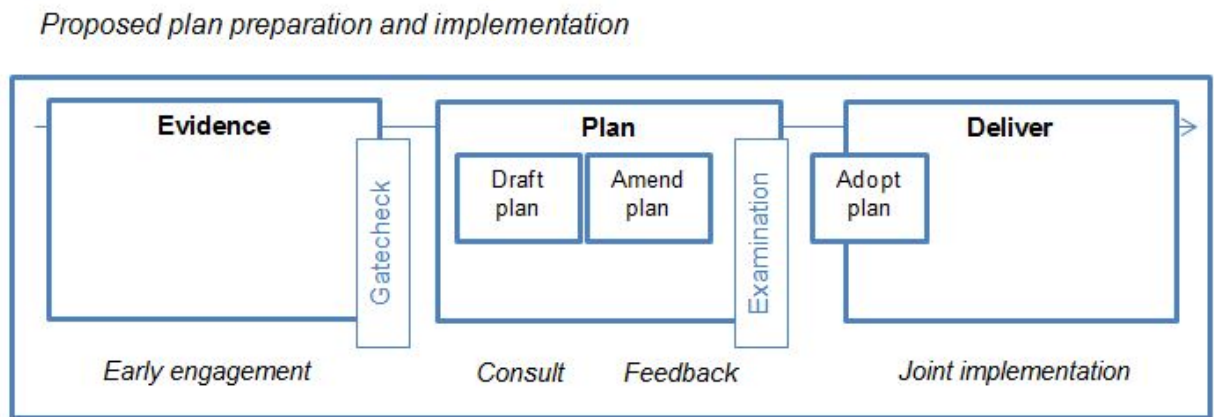 Proposed plan preparation and implementation
Evidence
Gatecheck
Plan
Draft
plan
Amend
plan
Examination
Deliver
Adopt
plan
Early engagement
Consult
Feedback
Joint implementation